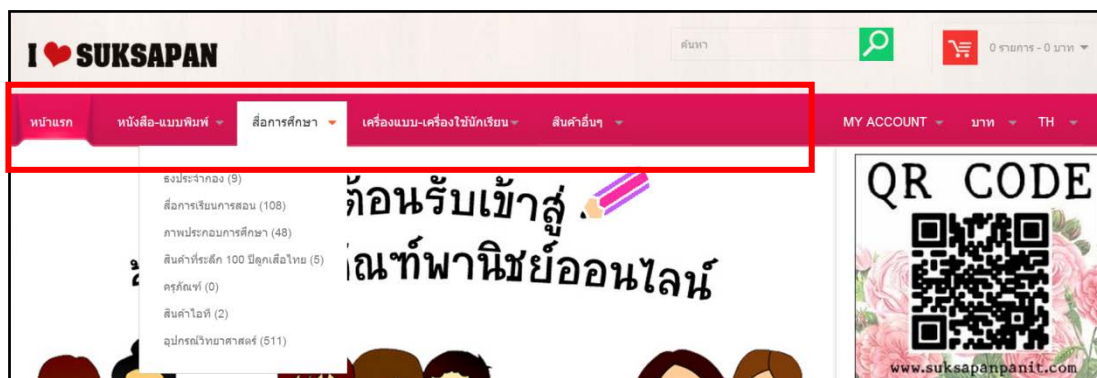 I ❤ SUKSAPAN
ค้นหา
0 รายการ - 0 บาท
หน้าแรก หนังสือ-แบบพิมพ์ สื่อการศึกษา เครื่องแบบ-เครื่องใช้นักเรียน สินค้าอื่นๆ MY ACCOUNT บาท TH
ธงประจำกอง (9)
สื่อการเรียนการสอน (108)
ภาพประกอบการศึกษา (48)
สินค้าที่ระลึก 100 ปีลูกเสือไทย (5)
ครุภัณฑ์ (0)
สินค้าไอที (2)
อุปกรณ์วิทยาศาสตร์ (511)
ต้อนรับเข้าสู่
ณฑ์พานิชย์ออนไลน์
QR CODE
www.suksapanpanit.com